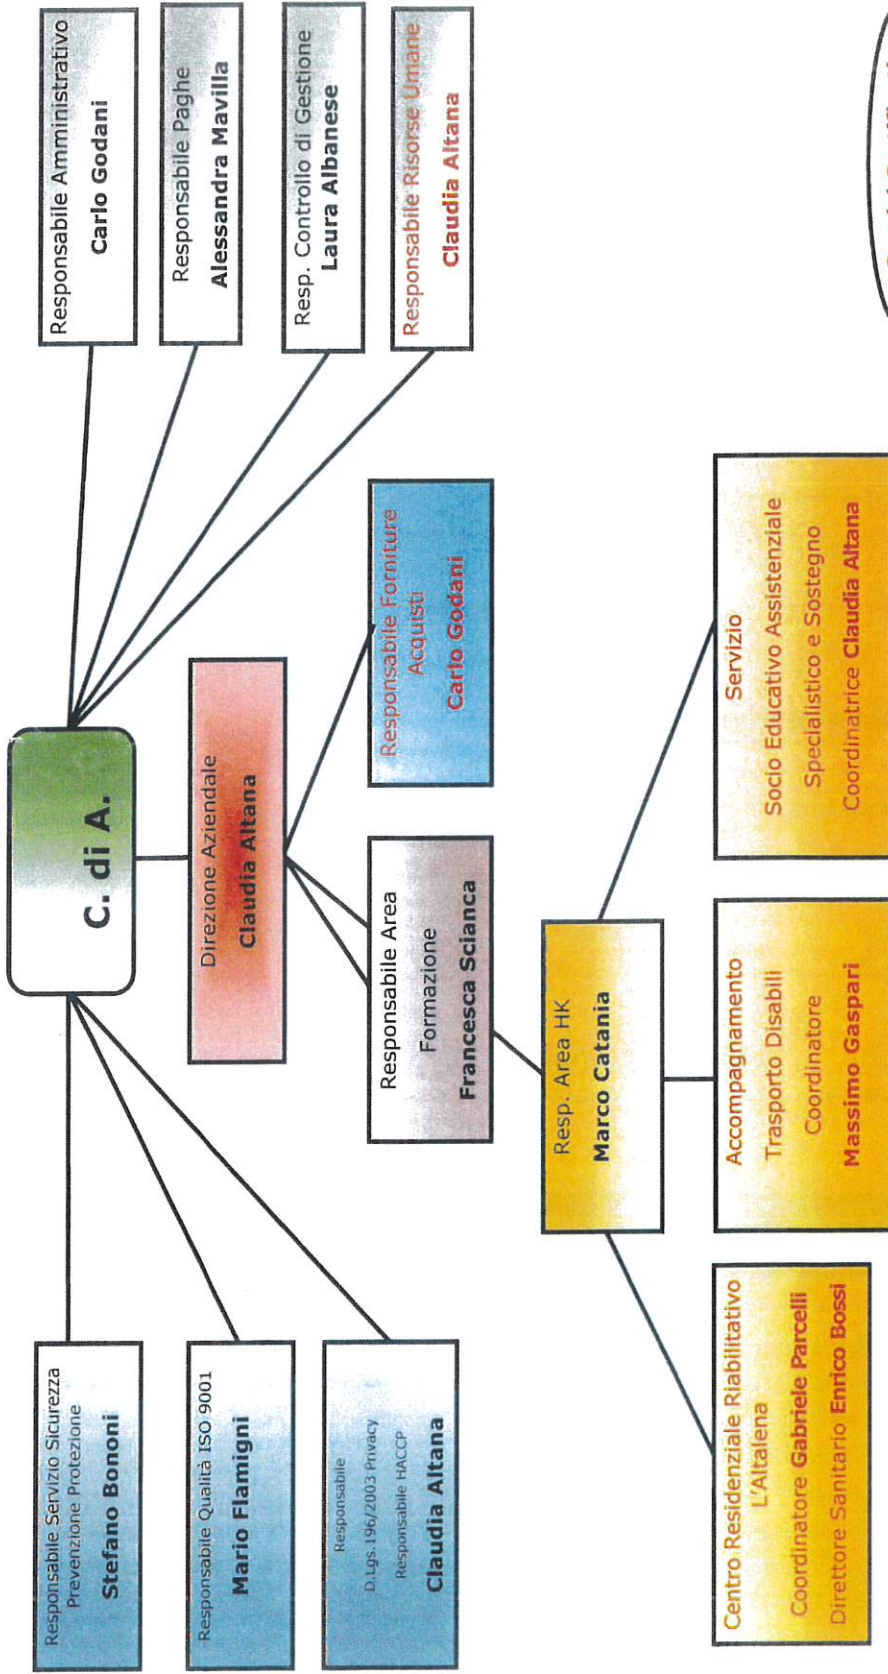 C. di A.
Responsabile Servizio Sicurezza
Prevenzione Protezione
Stefano Bononi
Responsabile Qualità ISO 9001
Mario Flamigni
Responsabile
D.Lgs.196/2003 Privacy
Responsabile HACCP
Claudia Altana
Responsabile Amministrativo
Carlo Godani
Responsabile Paghe
Alessandra Mavilla
Resp. Controllo di Gestione
Laura Albanese
Responsabile Risorse Umane
Claudia Altana
Direzione Aziendale
Claudia Altana
Responsabile Area
Formazione
Francesca Scianca
Responsabile Forniture
Acquisti
Carlo Godani
Resp. Area HK
Marco Catania
Centro Residenziale Riabilitativo
L'Altalena
Coordinatore Gabriele Parcelli
Direttore Sanitario Enrico Bossi
Accompagnamento
Trasporto Disabili
Coordinatore
Massimo Gaspari
Servizio
Socio Educativo Assistenziale
Specialistico e Sostegno
Coordinatrice Claudia Altana